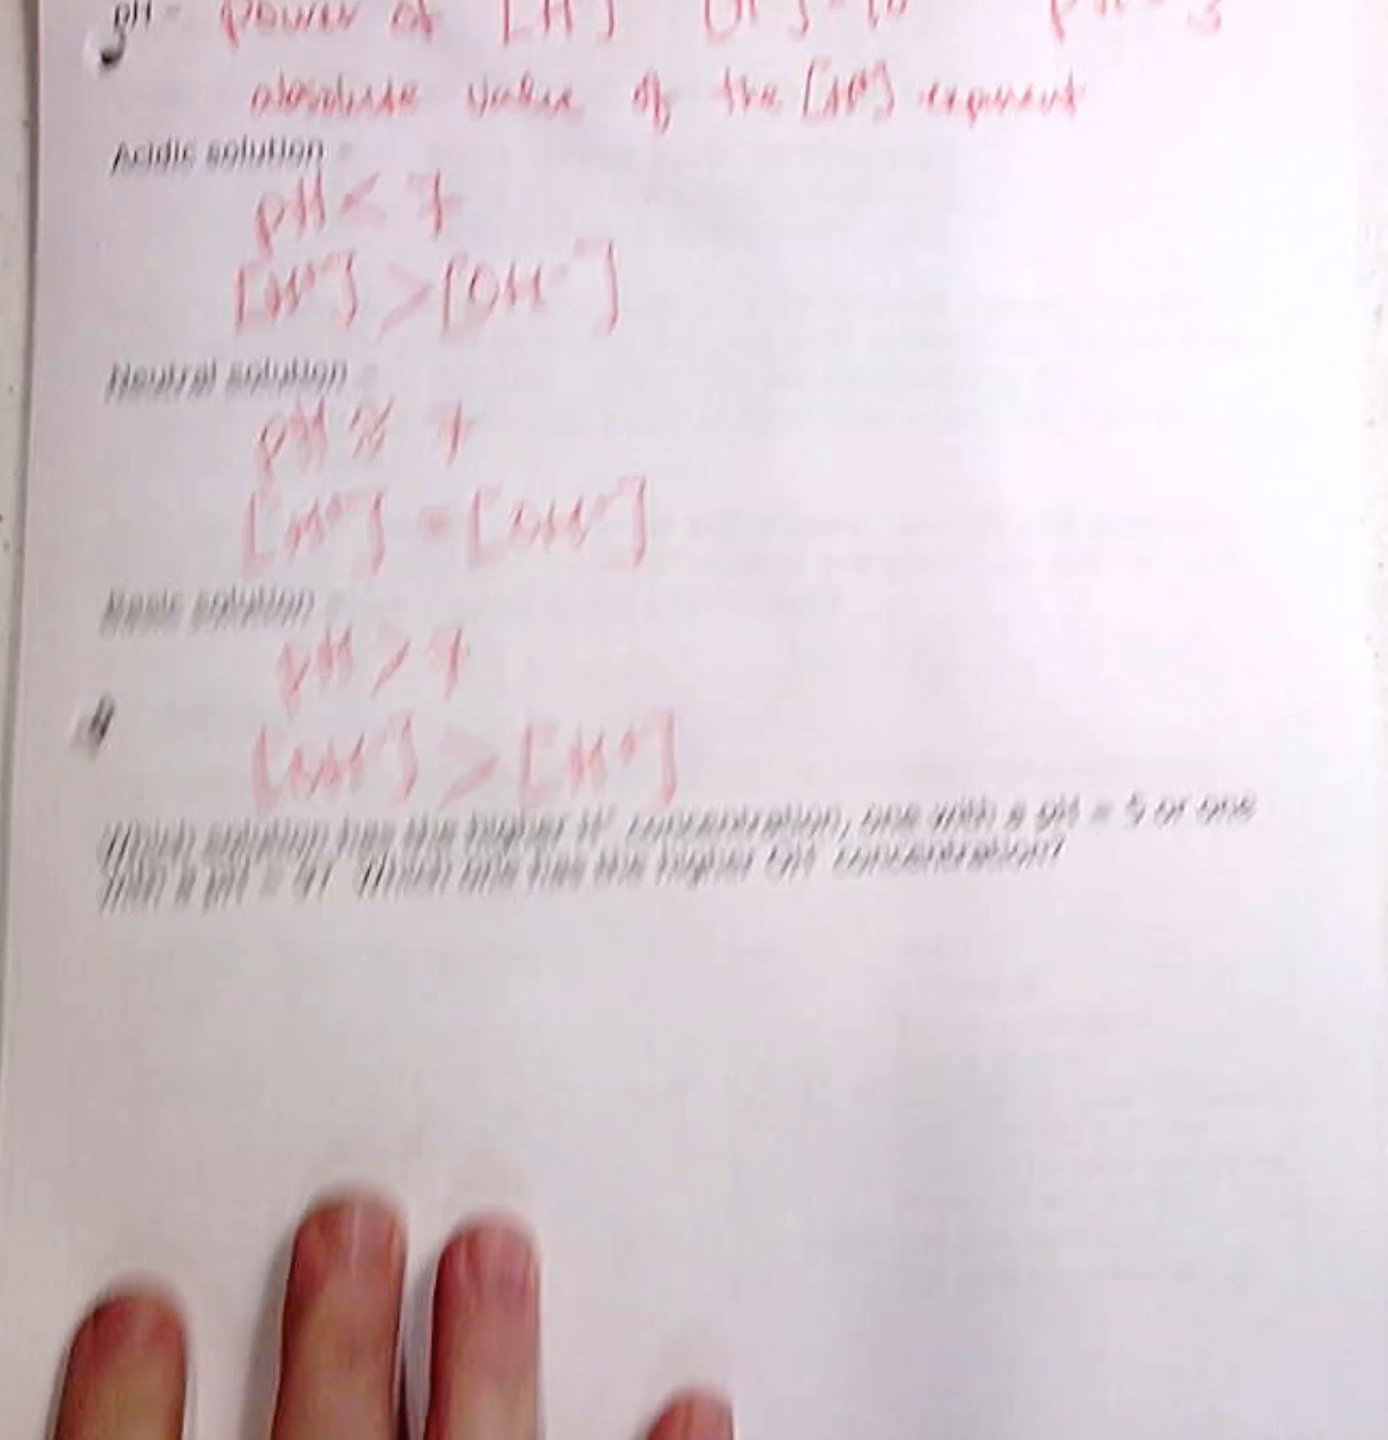 pH = power of [H⁺] [H⁺] = 10 pH = 3
absolute value of the [H⁺] exponent
Acidic solution =
pH < 7
[H⁺] > [OH⁻]
Neutral solution =
pH ≈ 7
[H⁺] = [OH⁻]
Basic solution =
pH > 7
[OH⁻] > [H⁺]
Which solution has the higher H⁺ concentration, one with a pH = 5 or one
with a pH = 9? Which one has the higher OH⁻ concentration?